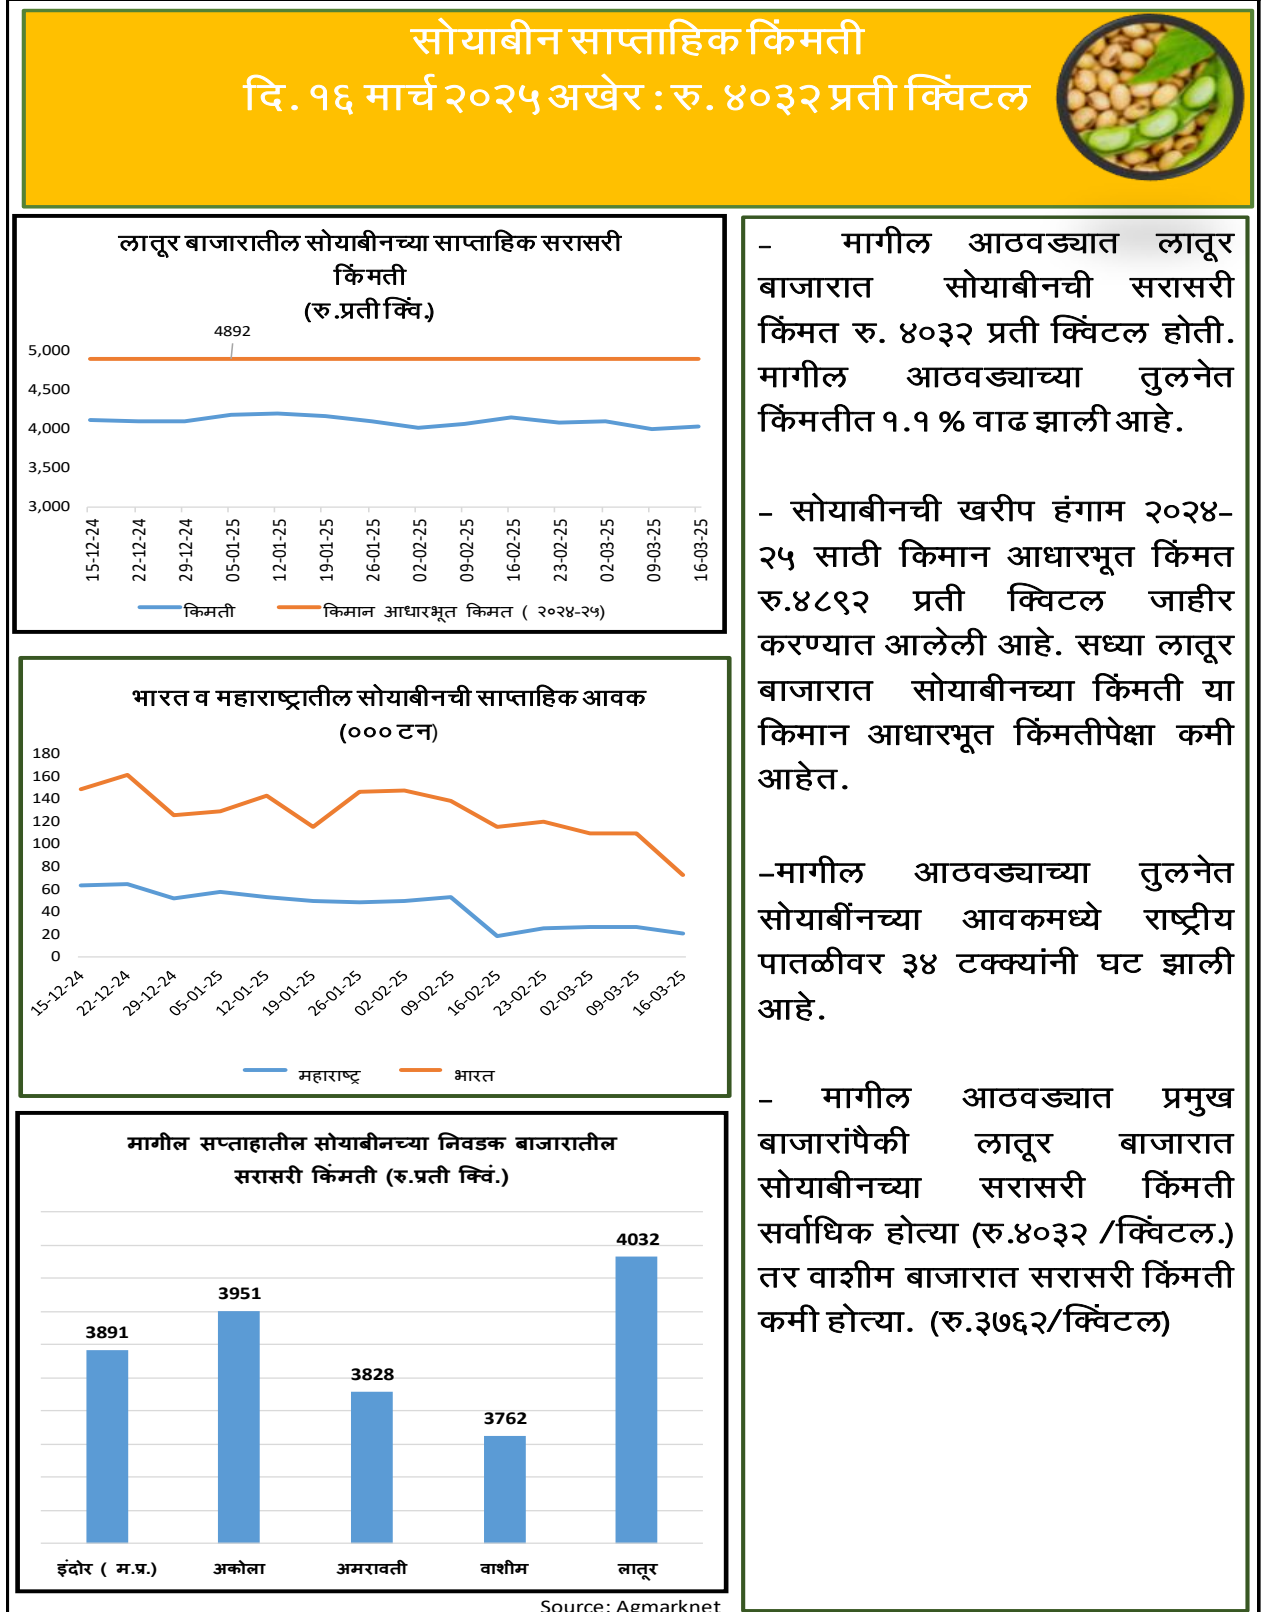 सोयाबीन साप्ताहिक किंमती
दि. १६ मार्च २०२५ अखेर : रु. ४०३२ प्रती क्विंटल
लातूर बाजारातील सोयाबीनच्या साप्ताहिक सरासरी
किंमती
(रु.प्रती क्विं.)
4892
5,000
4,500
4,000
3,500
3,000
15-12-24
22-12-24
29-12-24
05-01-25
12-01-25
19-01-25
26-01-25
02-02-25
09-02-25
16-02-25
23-02-25
02-03-25
09-03-25
16-03-25
किमती किमान आधारभूत किमत ( २०२४-२५)
भारत व महाराष्ट्रातील सोयाबीनची साप्ताहिक आवक
(००० टन)
180
160
140
120
100
80
60
40
20
0
15-12-24
22-12-24
29-12-24
05-01-25
12-01-25
19-01-25
26-01-25
02-02-25
09-02-25
16-02-25
23-02-25
02-03-25
09-03-25
16-03-25
महाराष्ट्र भारत
मागील सप्ताहातील सोयाबीनच्या निवडक बाजारातील
सरासरी किंमती (रु.प्रती क्विं.)
3891
3951
3828
3762
4032
इंदोर ( म.प्र.) अकोला अमरावती वाशीम लातूर
Source: Agmarknet
– मागील आठवड्यात लातूर
बाजारात सोयाबीनची सरासरी
किंमत रु. ४०३२ प्रती क्विंटल होती.
मागील आठवड्याच्या तुलनेत
किंमतीत १.१ % वाढ झाली आहे.
– सोयाबीनची खरीप हंगाम २०२४–
२५ साठी किमान आधारभूत किंमत
रु.४८९२ प्रती क्विटल जाहीर
करण्यात आलेली आहे. सध्या लातूर
बाजारात सोयाबीनच्या किंमती या
किमान आधारभूत किंमतीपेक्षा कमी
आहेत.
–मागील आठवड्याच्या तुलनेत
सोयाबींनच्या आवकमध्ये राष्ट्रीय
पातळीवर ३४ टक्क्यांनी घट झाली
आहे.
– मागील आठवड्यात प्रमुख
बाजारांपैकी लातूर बाजारात
सोयाबीनच्या सरासरी किंमती
सर्वाधिक होत्या (रु.४०३२ /क्विंटल.)
तर वाशीम बाजारात सरासरी किंमती
कमी होत्या. (रु.३७६२/क्विंटल)